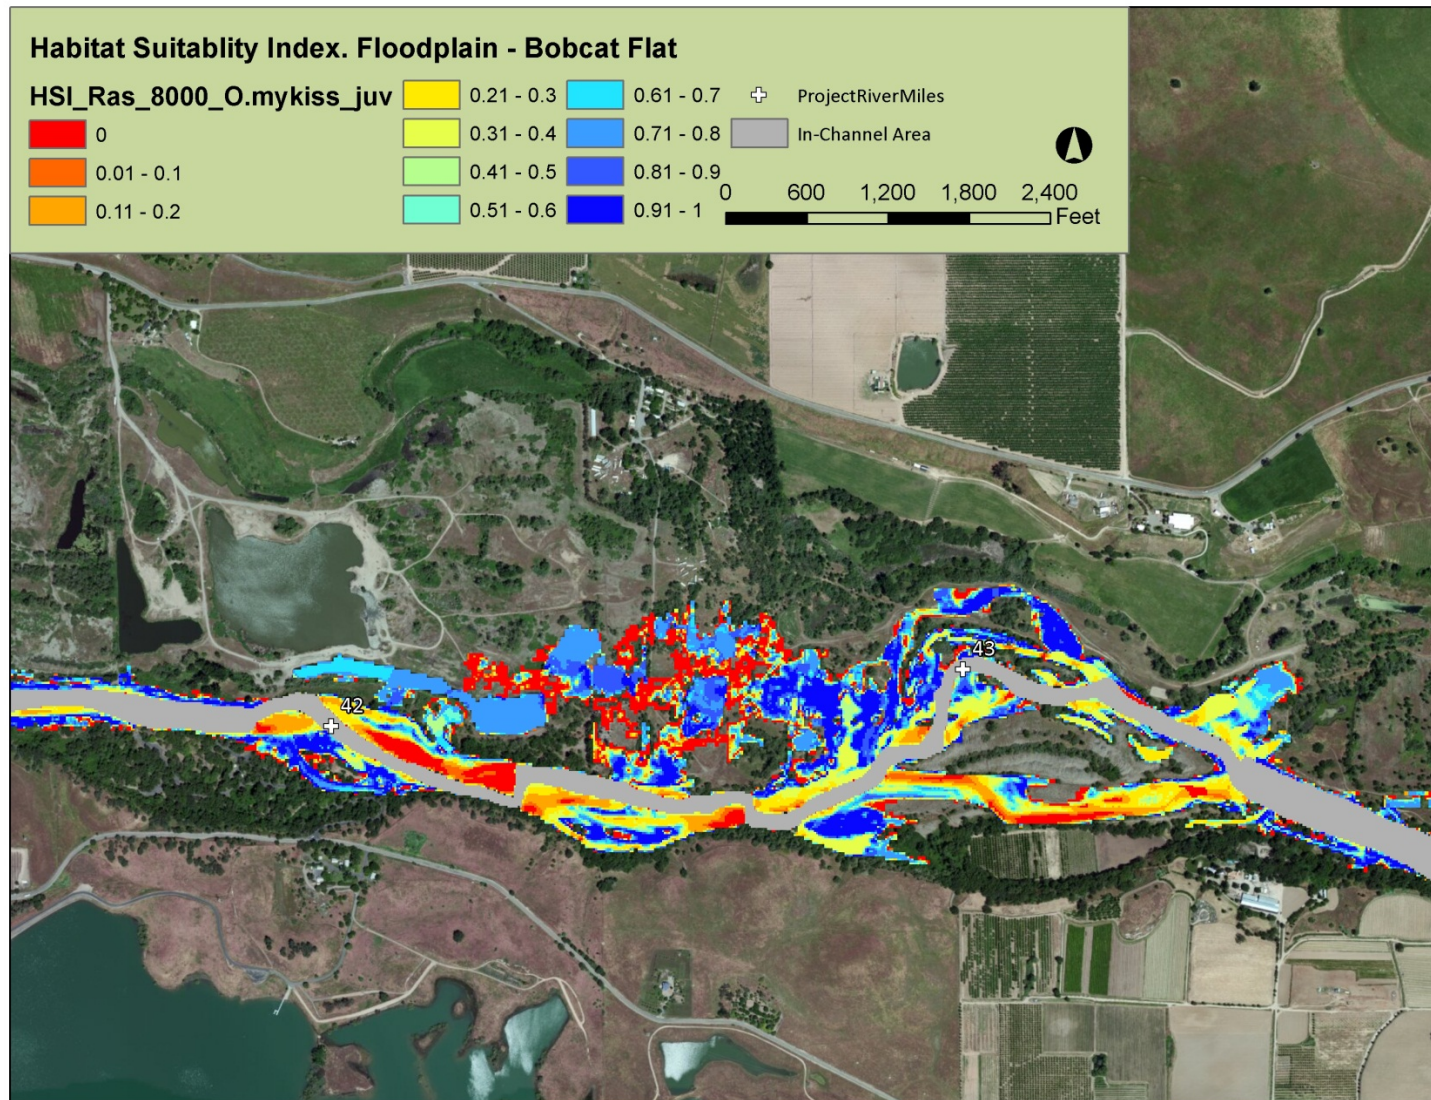 Habitat Suitablity Index. Floodplain - Bobcat Flat
HSI_Ras_8000_O.mykiss_juv
0
0.01 - 0.1
0.11 - 0.2
0.21 - 0.3
0.31 - 0.4
0.41 - 0.5
0.51 - 0.6
0.61 - 0.7
0.71 - 0.8
0.81 - 0.9
0.91 - 1
ProjectRiverMiles
In-Channel Area
0 600 1,200 1,800 2,400
Feet
43
42